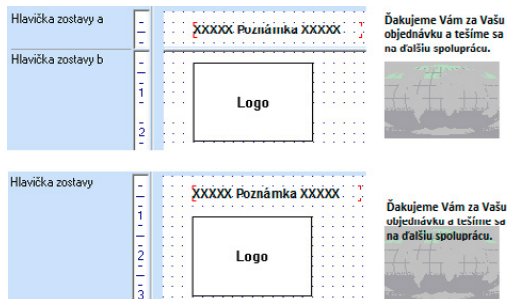 Hlavička zostavy a
XXXXX Poznámka XXXXX
Ďakujeme Vám za Vašu
objednávku a tešíme sa
na ďalšiu spoluprácu.
Hlavička zostavy b
1
Logo
2
Hlavička zostavy
XXXXX Poznámka XXXXX
1
Ďakujeme Vám za Vašu
objednávku a tešíme sa
na ďalšiu spoluprácu.
2
Logo
3